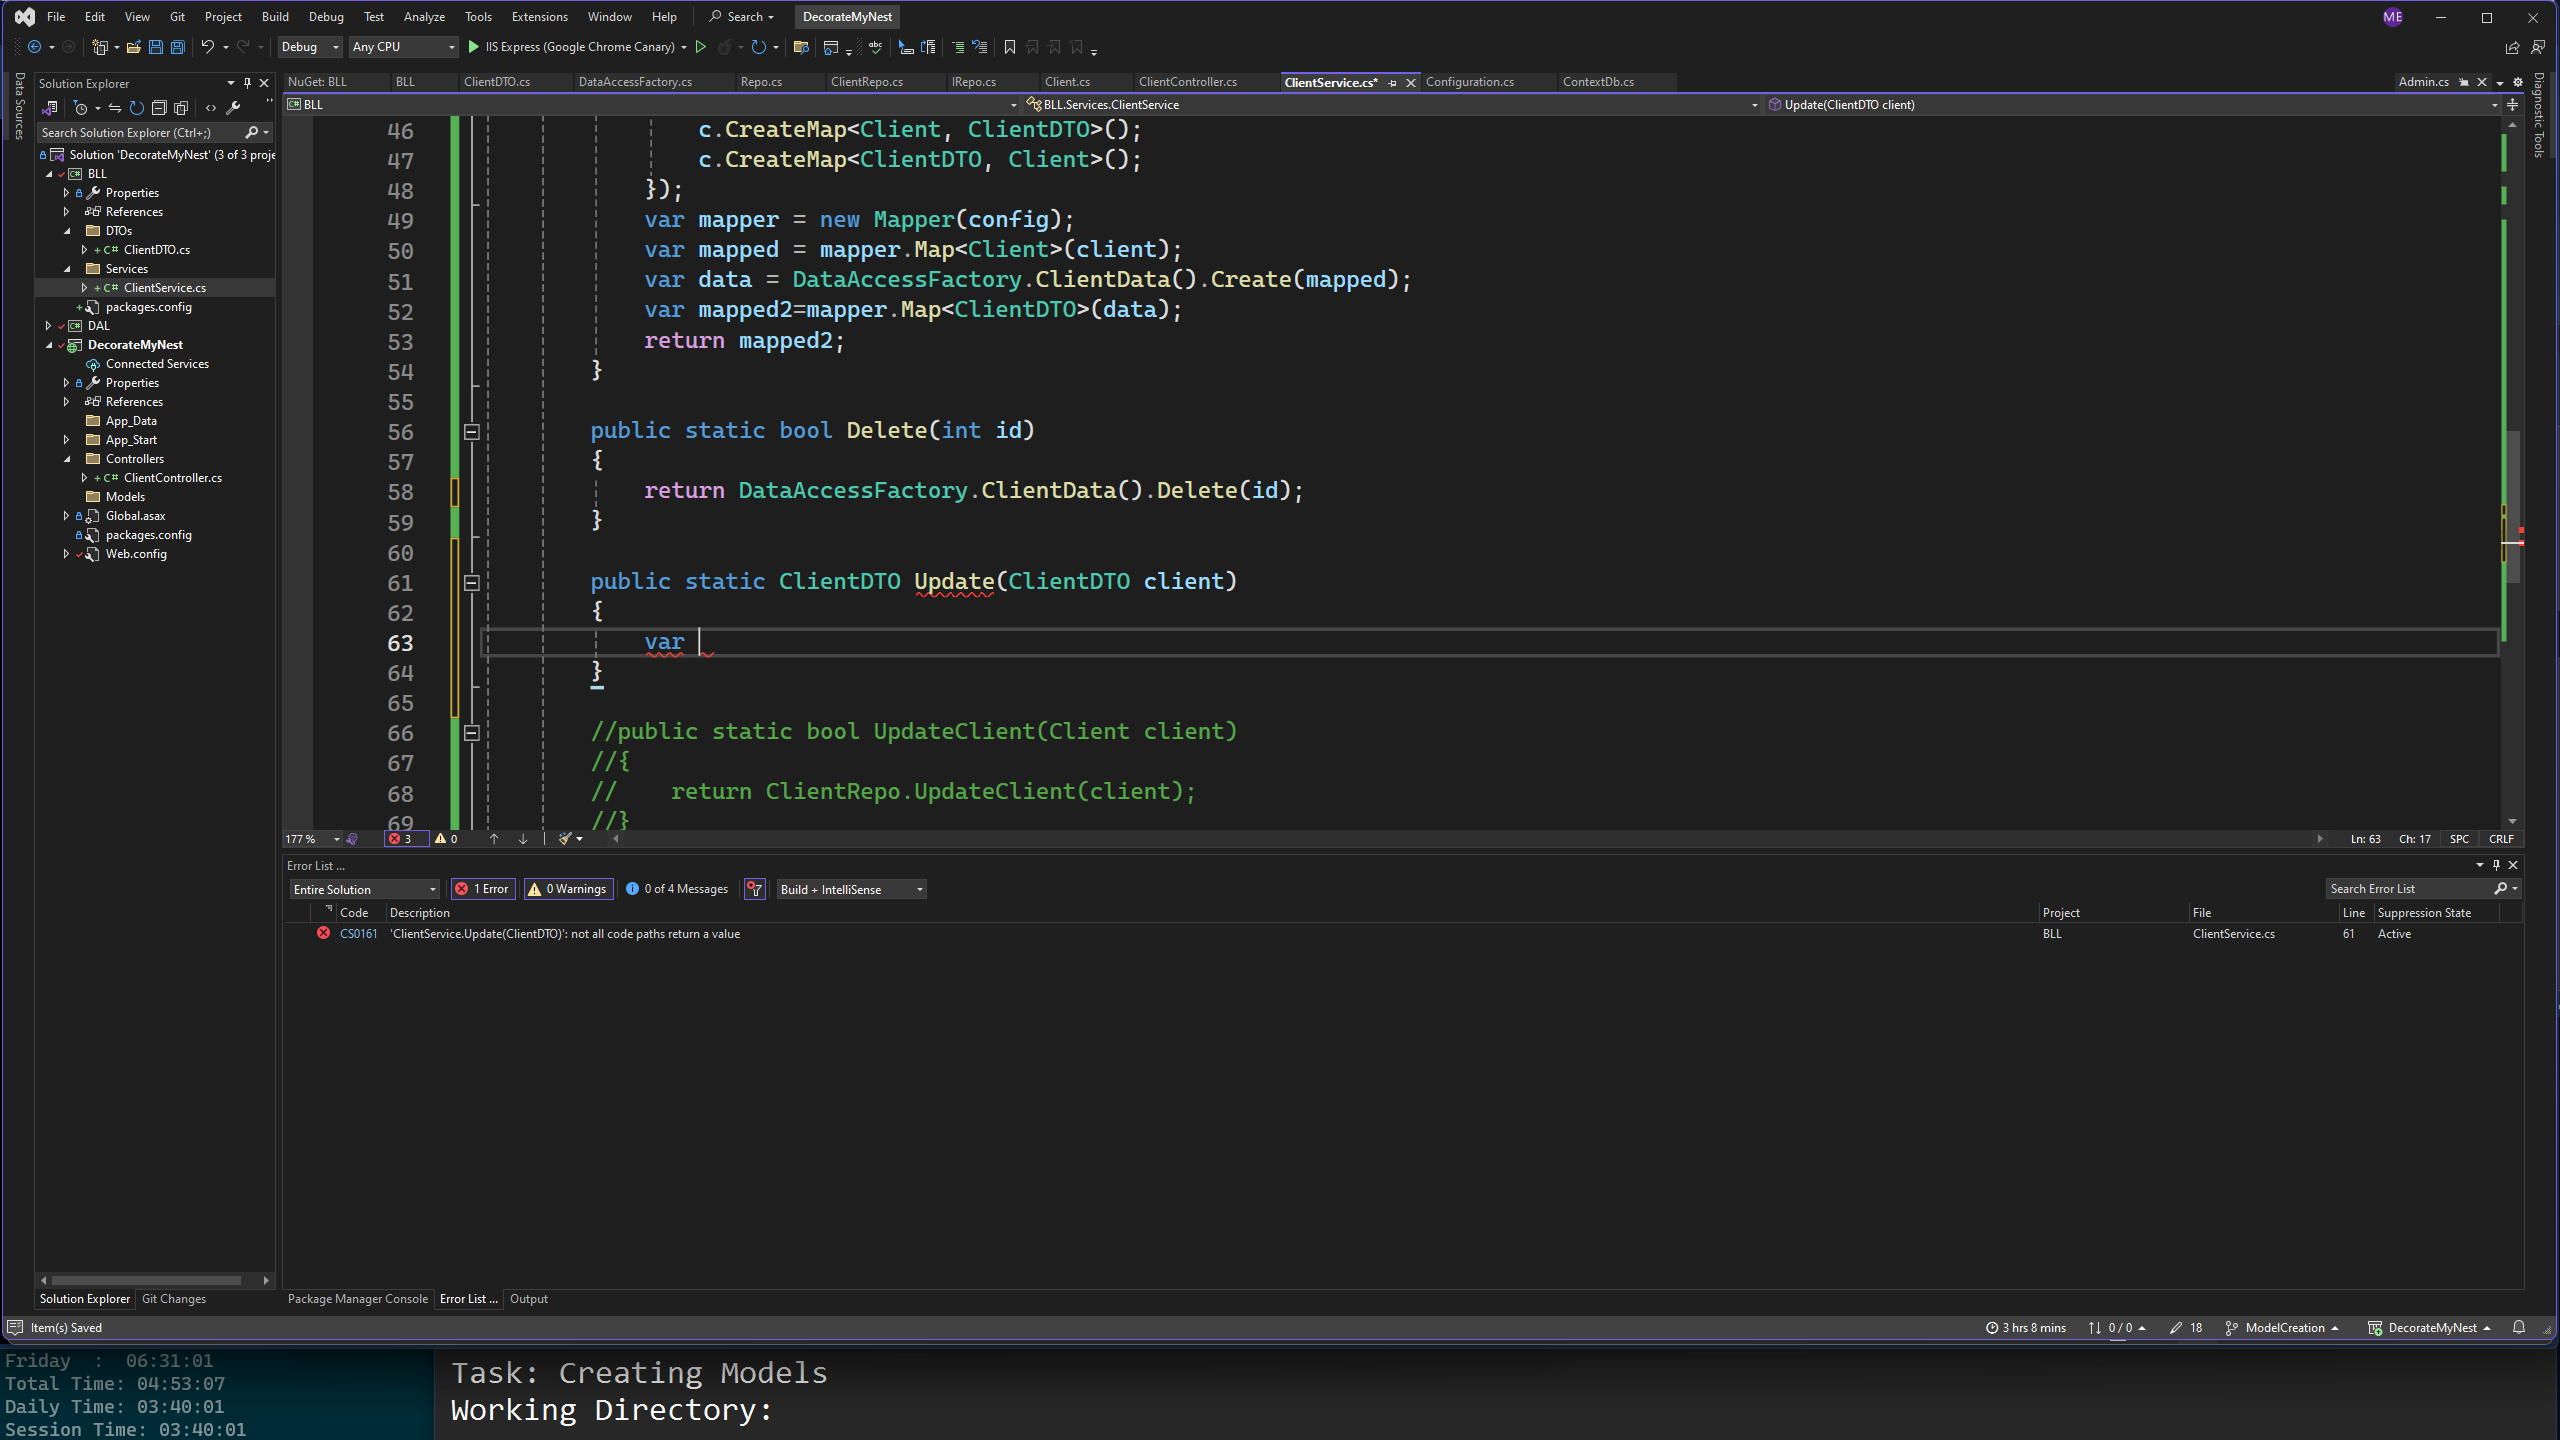 File Edit View Git Project Build Debug Test Analyze Tools Extensions Window Help Search DecorateMyNest ME
Debug Any CPU IIS Express (Google Chrome Canary)
Data Sources
Solution Explorer
Search Solution Explorer (Ctrl+;)
Solution 'DecorateMyNest' (3 of 3 proje
BLL
Properties
References
DTOs
C# ClientDTO.cs
Services
C# ClientService.cs
packages.config
DAL
DecorateMyNest
Connected Services
Properties
References
App_Data
App_Start
Controllers
C# ClientController.cs
Models
Global.asax
packages.config
Web.config
Solution Explorer Git Changes
NuGet: BLL BLL ClientDTO.cs DataAccessFactory.cs Repo.cs ClientRepo.cs IRepo.cs Client.cs ClientController.cs ClientService.cs* Configuration.cs ContextDb.cs Admin.cs
BLL BLL.Services.ClientService Update(ClientDTO client)
Diagnostic Tools
46 c.CreateMap<Client, ClientDTO>();
47 c.CreateMap<ClientDTO, Client>();
48 });
49 var mapper = new Mapper(config);
50 var mapped = mapper.Map<Client>(client);
51 var data = DataAccessFactory.ClientData().Create(mapped);
52 var mapped2=mapper.Map<ClientDTO>(data);
53 return mapped2;
54 }
55
56 public static bool Delete(int id)
57 {
58 return DataAccessFactory.ClientData().Delete(id);
59 }
60
61 public static ClientDTO Update(ClientDTO client)
62 {
63 var
64 }
65
66 //public static bool UpdateClient(Client client)
67 //{
68 // return ClientRepo.UpdateClient(client);
69 //}
177 % 3 0 Ln: 63 Ch: 17 SPC CRLF
Error List ...
Entire Solution 1 Error 0 Warnings 0 of 4 Messages Build + IntelliSense Search Error List
Code Description Project File Line Suppression State
CS0161 'ClientService.Update(ClientDTO)': not all code paths return a value BLL ClientService.cs 61 Active
Package Manager Console Error List ... Output
Item(s) Saved 3 hrs 8 mins 0 / 0 18 ModelCreation DecorateMyNest
Friday : 06:31:01
Total Time: 04:53:07
Daily Time: 03:40:01
Session Time: 03:40:01
Task: Creating Models
Working Directory: